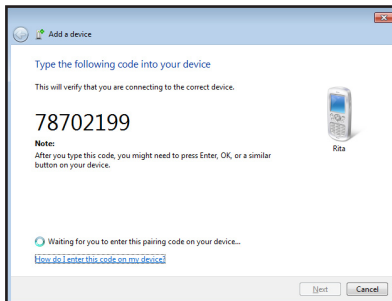 Add a device
Type the following code into your device
This will verify that you are connecting to the correct device.
78702199
Note:
After you type this code, you might need to press Enter, OK, or a similar
button on your device.
Rita
Waiting for you to enter this pairing code on your device...
How do I enter this code on my device?
Next
Cancel